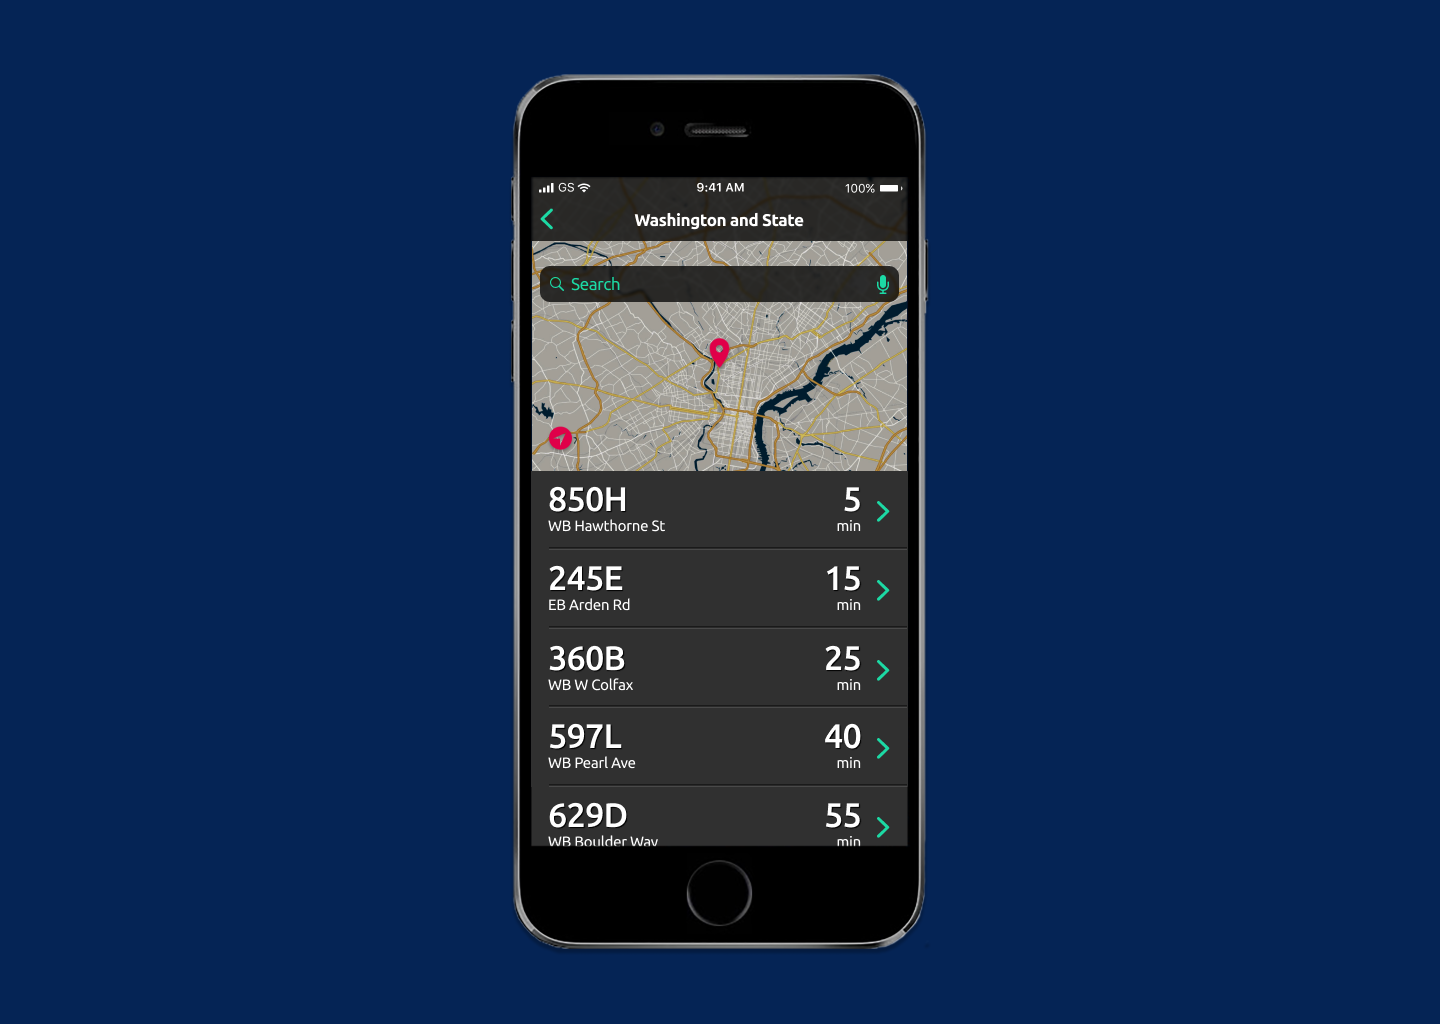 GS 9:41 AM 100%
Washington and State
Search
850H 5
WB Hawthorne St min
245E 15
EB Arden Rd min
360B 25
WB W Colfax min
597L 40
WB Pearl Ave min
629D 55
WB Boulder Way min